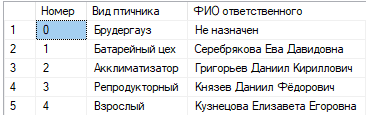 Номер Вид птичника ФИО ответственного
1 0 Брудергауз Не назначен
2 1 Батарейный цех Серебрякова Ева Давидовна
3 2 Акклиматизатор Григорьев Даниил Кириллович
4 3 Репродукторный Князев Даниил Фёдорович
5 4 Взрослый Кузнецова Елизавета Егоровна